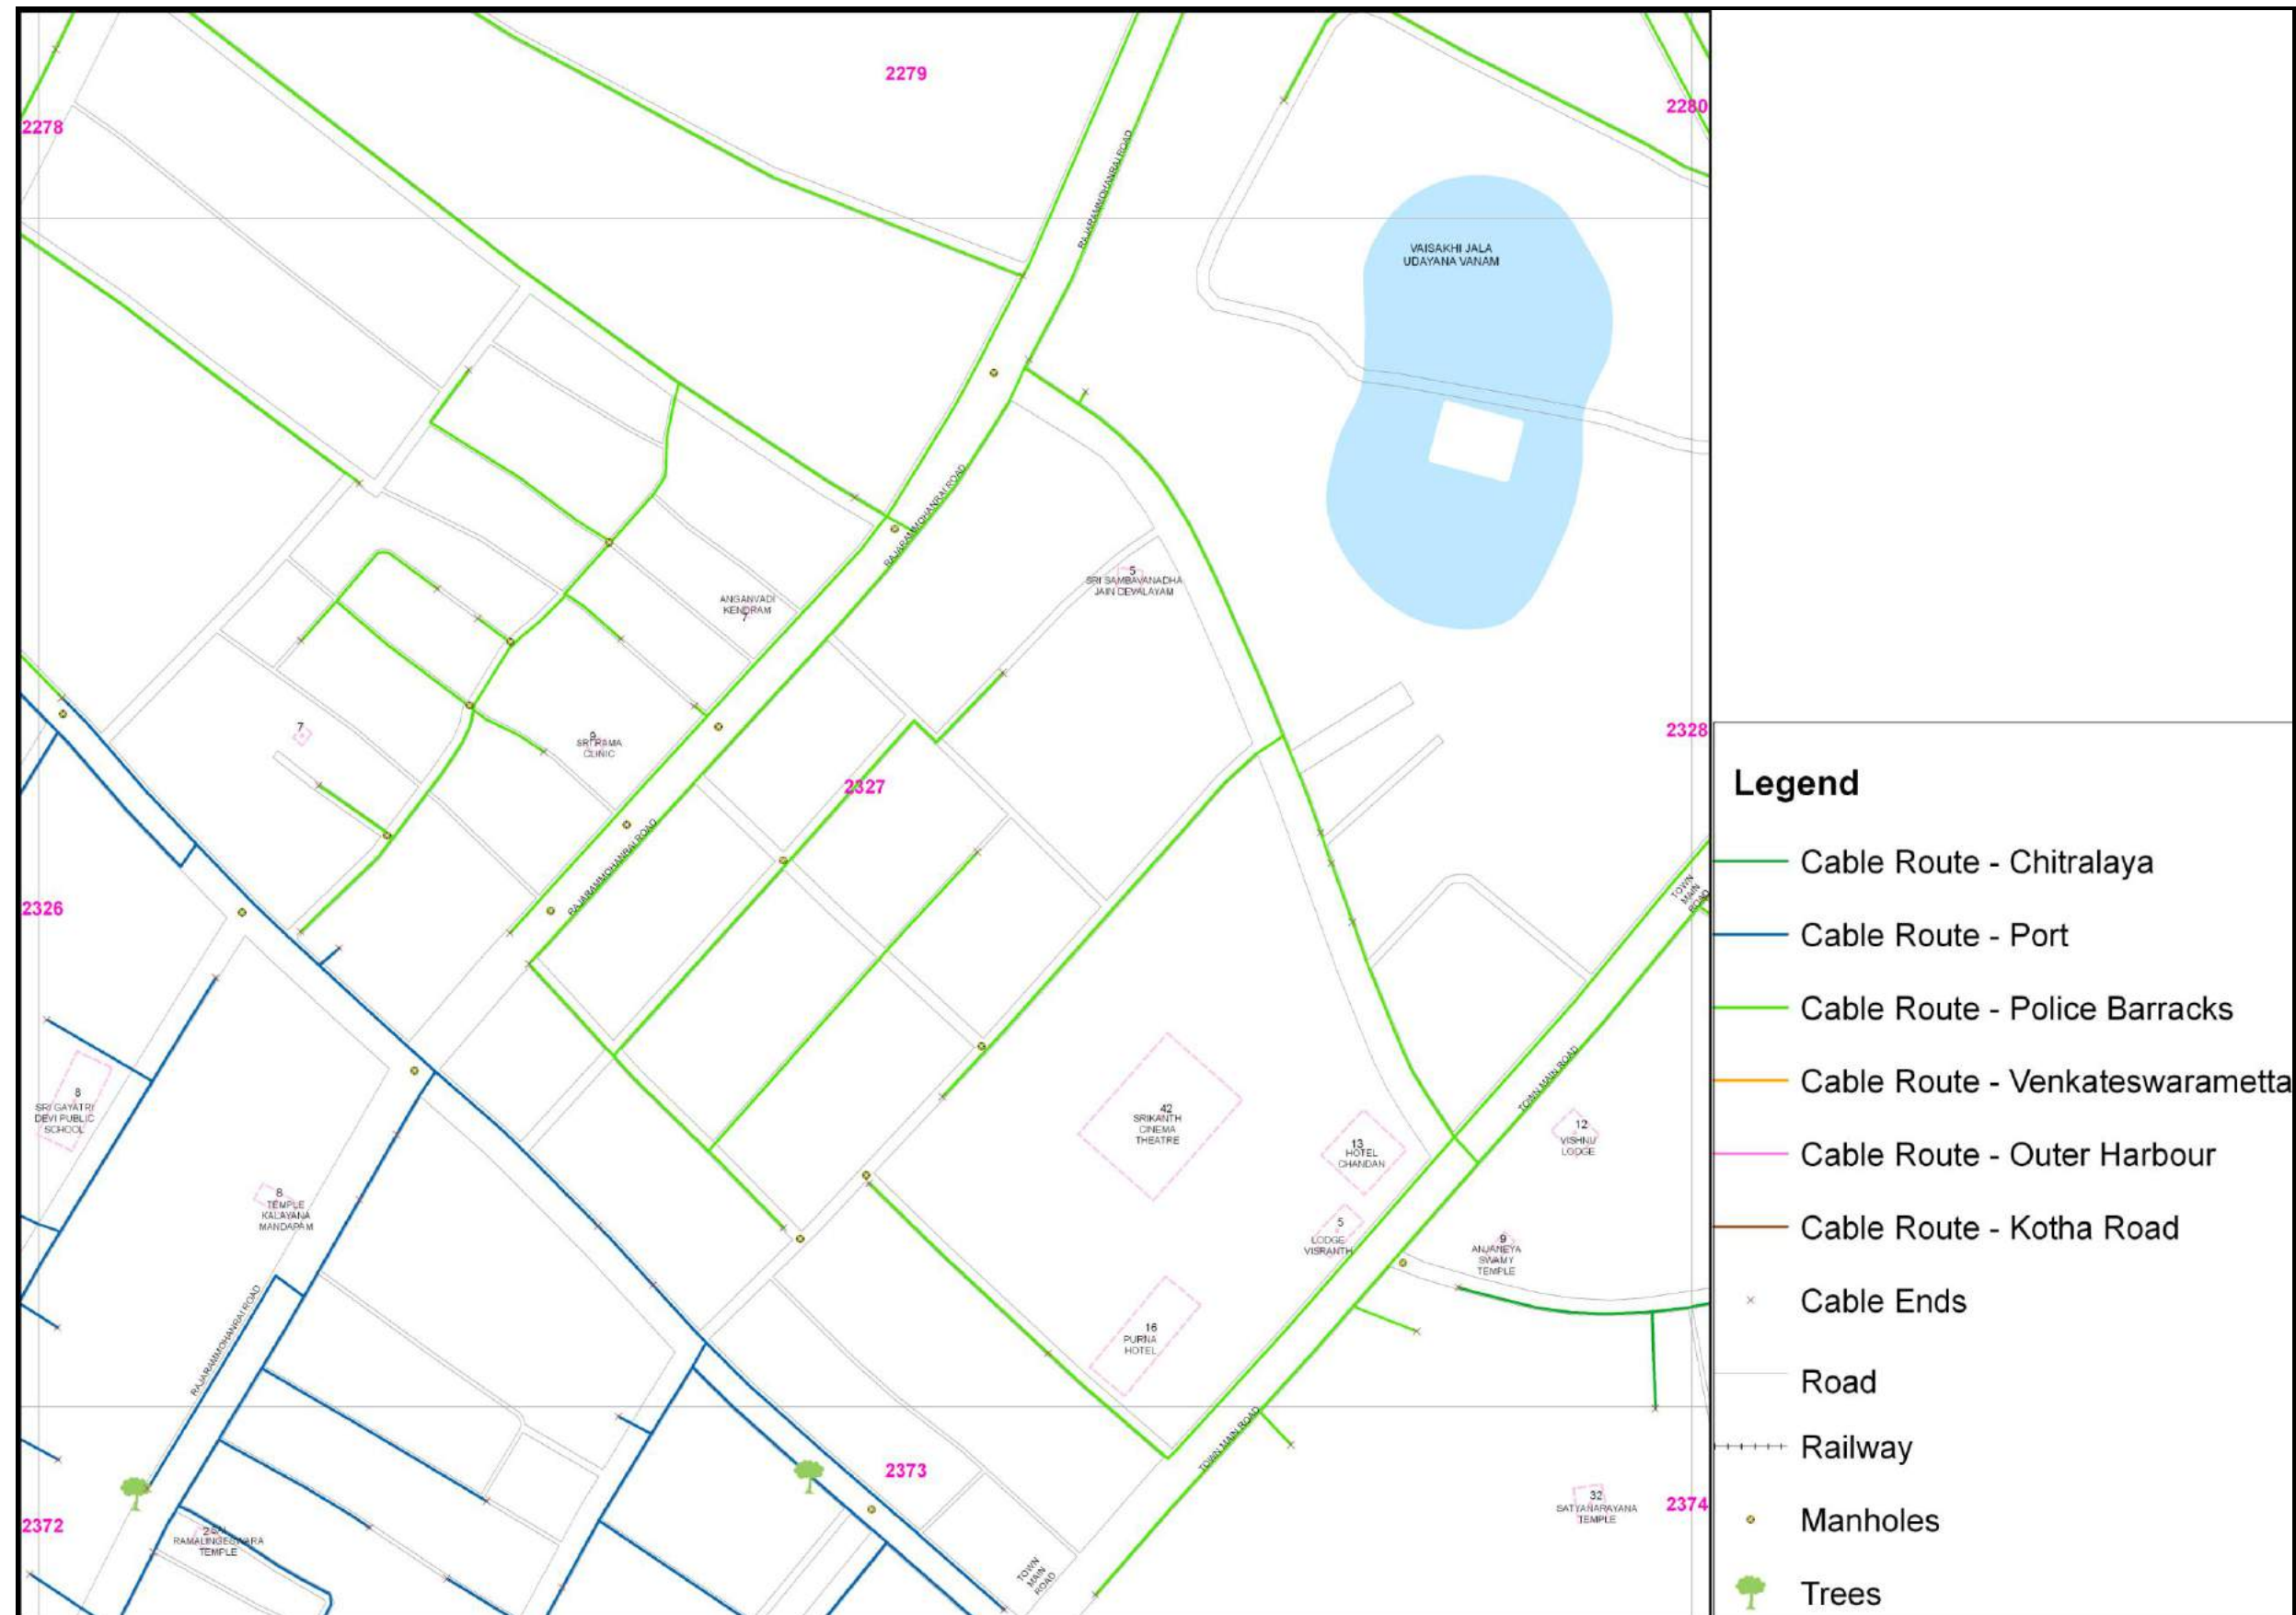 2279
2280
2278
RAJARAMMOHANRAI ROAD
VAISAKHI JALA
UDAYANA VANAM
RAJARAMMOHANRAI ROAD
5
SRI SAMBAVANADHA
JAIN DEVALAYAM
ANGANVADI
KENDRAM
7
7
9
SRI RAMA
CLINIC
2328
2327
RAJARAMMOHANRAI ROAD
TOWN
MAIN
ROAD
2326
TOWN MAIN ROAD
8
SRI GAYATRI
DEVI PUBLIC
SCHOOL
42
SRIKANTH
CINEMA
THEATRE
13
HOTEL
CHANDAN
12
VISHNU
LODGE
8
TEMPLE
KALAYANA
MANDAPAM
5
LODGE
VISRANTH
9
ANJANEYA
SWAMY
TEMPLE
RAJARAMMOHANRAI ROAD
16
PURNA
HOTEL
TOWN MAIN ROAD
2373
32
SATYANARAYANA
TEMPLE
2374
2372
RAMALINGESWARA
TEMPLE
TOWN
MAIN
ROAD
Legend
Cable Route - Chitralaya
Cable Route - Port
Cable Route - Police Barracks
Cable Route - Venkateswarametta
Cable Route - Outer Harbour
Cable Route - Kotha Road
Cable Ends
Road
Railway
Manholes
Trees